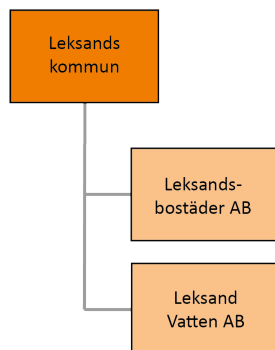 Leksands
kommun
Leksands-
bostäder AB
Leksand
Vatten AB